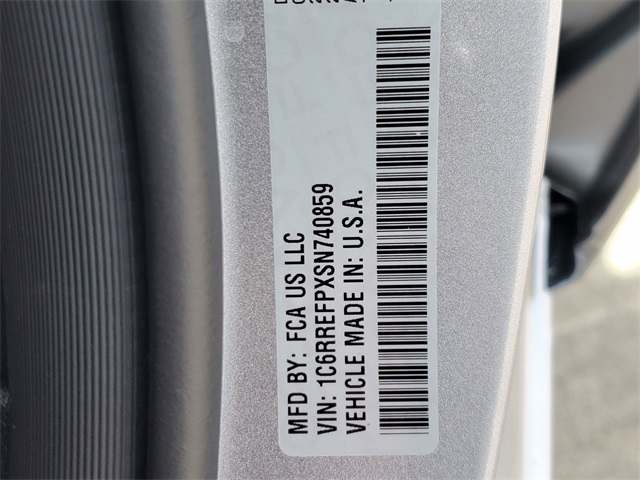 MFD BY: FCA US LLC
VIN: 1C6RREFPXSN740859
VEHICLE MADE IN: U.S.A.